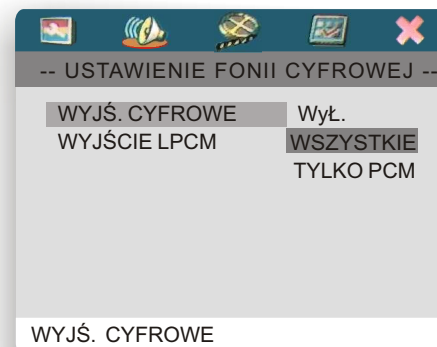 -- USTAWIENIE FONII CYFROWEJ --
WYJŚ. CYFROWE WyŁ.
WYJŚCIE LPCM WSZYSTKIE
TYLKO PCM
WYJŚ. CYFROWE